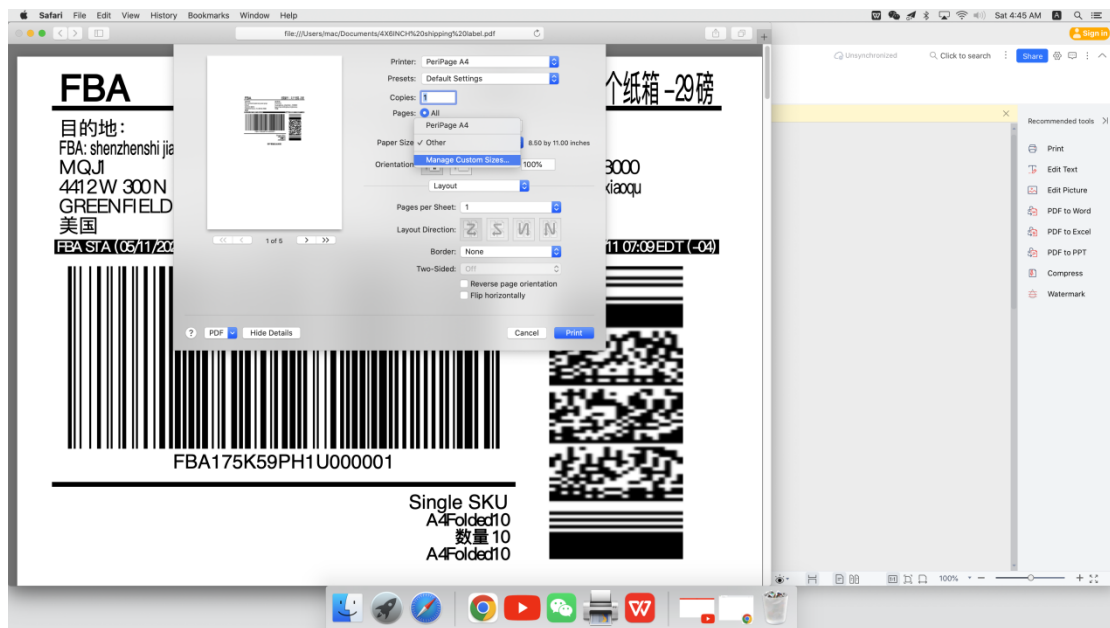 Safari File Edit View History Bookmarks Window Help
Sat 4:45 AM
file:///Users/mac/Documents/4X6INCH%20shipping%20label.pdf
Sign in
Unsynchronized
Click to search
Share
Printer: PeriPage A4
Presets: Default Settings
Copies: 1
Pages: All
PeriPage A4
Paper Size ✓ Other 8.50 by 11.00 inches
Manage Custom Sizes...
Orientation 100%
Layout
Pages per Sheet: 1
Layout Direction:
Border: None
Two-Sided: Off
Reverse page orientation
Flip horizontally
1 of 5
? PDF Hide Details
Cancel Print
FBA
个纸箱 –29磅
目的地:
FBA: shenzhenshi jia
MQJ1
4412 W 300 N
GREENFIELD
美国
3000
xiaoqu
FBA STA (05/11/202
11 07:09 EDT (-04)
FBA175K59PH1U000001
Single SKU
A4Folded10
数量 10
A4Folded10
Recommended tools
Print
Edit Text
Edit Picture
PDF to Word
PDF to Excel
PDF to PPT
Compress
Watermark
100%